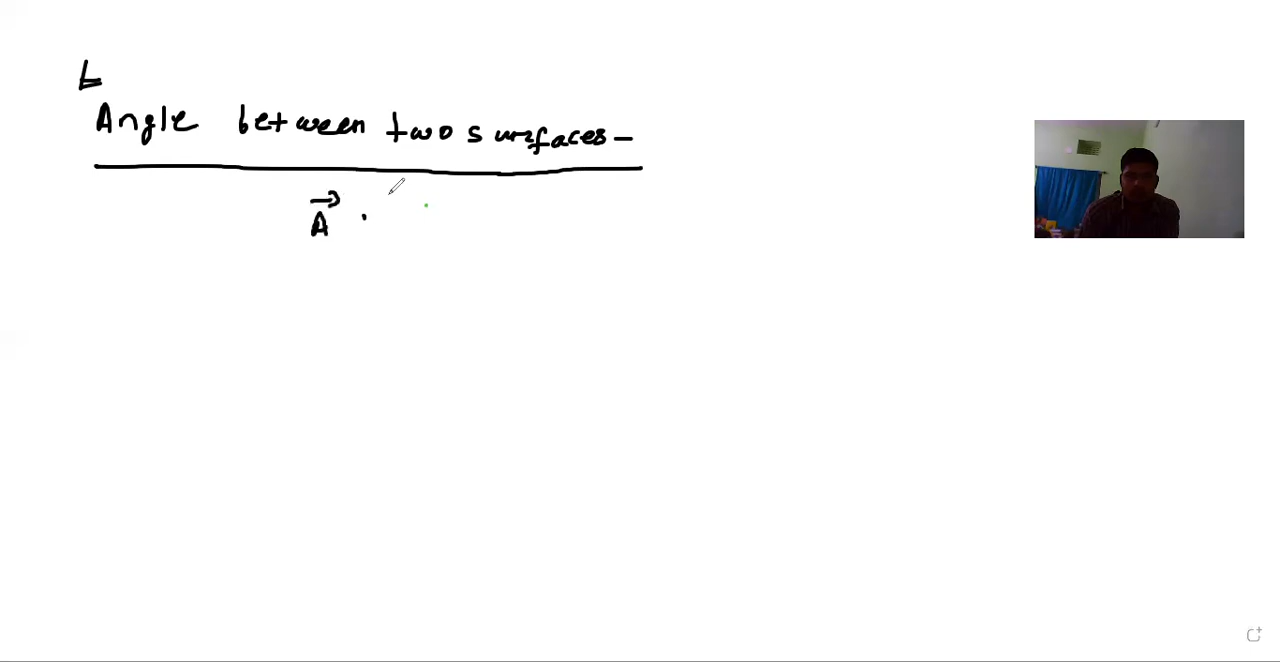 Angle between two surfaces -
A⃗ .